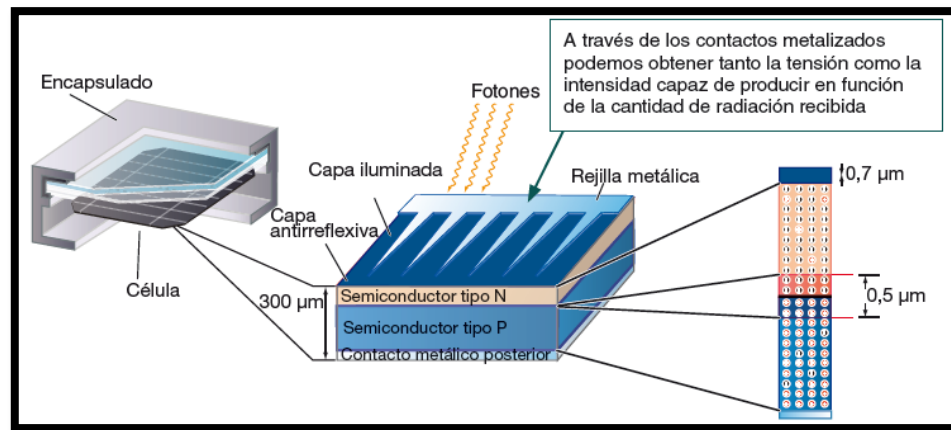 A través de los contactos metalizados
podemos obtener tanto la tensión como la
intensidad capaz de producir en función
de la cantidad de radiación recibida
Encapsulado
Fotones
Capa iluminada
Rejilla metálica
0,7 µm
Capa
antirreflexiva
Célula
300 µm
Semiconductor tipo N
0,5 µm
Semiconductor tipo P
Contacto metálico posterior